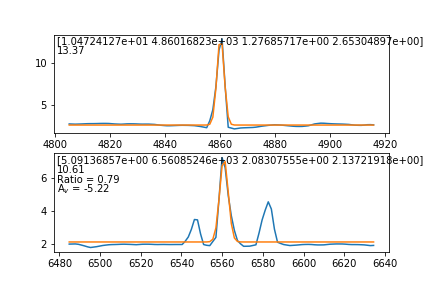 [1.04724127e+01 4.86016823e+03 1.27685717e+00 2.65304897e+00]
13.37
10
5
4800 4820 4840 4860 4880 4900 4920
[5.09136857e+00 6.56085246e+03 2.08307555e+00 2.13721918e+00]
10.61
Ratio = 0.79
Av = -5.22
6
4
2
6480 6500 6520 6540 6560 6580 6600 6620 6640